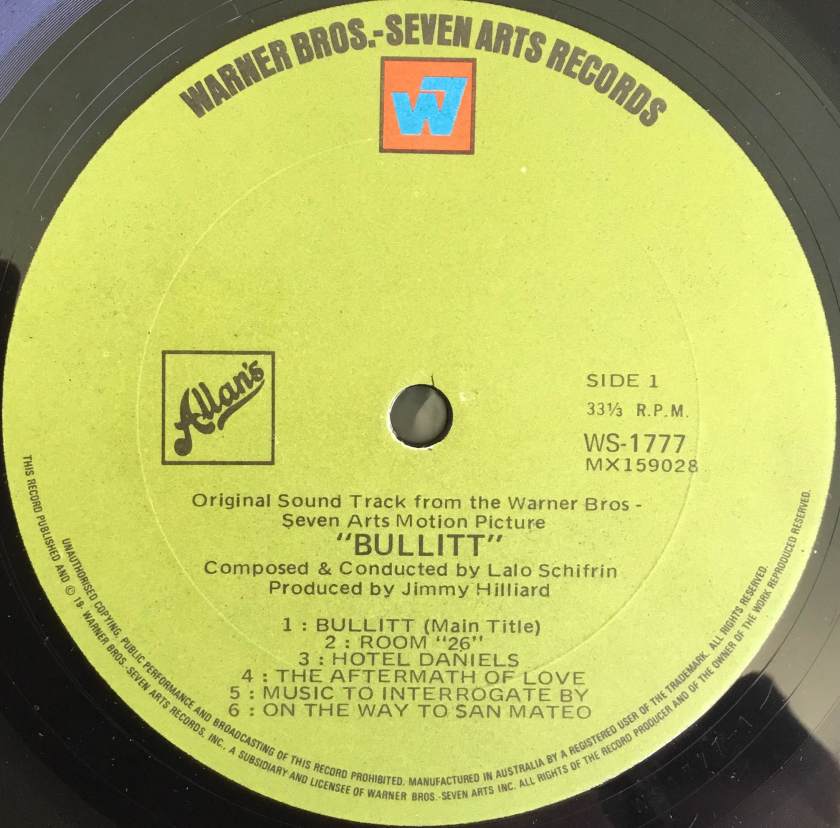 WARNER BROS.-SEVEN ARTS RECORDS
W7
Allan's
SIDE 1
33⅓ R.P.M.
WS-1777
MX159028
Original Sound Track from the Warner Bros -
Seven Arts Motion Picture
"BULLITT"
Composed & Conducted by Lalo Schifrin
Produced by Jimmy Hilliard
1 : BULLITT (Main Title)
2 : ROOM "26"
3 : HOTEL DANIELS
4 : THE AFTERMATH OF LOVE
5 : MUSIC TO INTERROGATE BY
6 : ON THE WAY TO SAN MATEO
UNAUTHORISED COPYING, PUBLIC PERFORMANCE AND BROADCASTING OF THIS RECORD PROHIBITED. MANUFACTURED IN AUSTRALIA BY A REGISTERED USER OF THE TRADEMARK. ALL RIGHTS RESERVED.
THIS RECORD PUBLISHED AND © 19- WARNER BROS.-SEVEN ARTS RECORDS, INC., A SUBSIDIARY AND LICENSEE OF WARNER BROS.-SEVEN ARTS INC. ALL RIGHTS OF THE RECORD PRODUCER AND OF THE OWNER OF THE WORK REPRODUCED RESERVED.